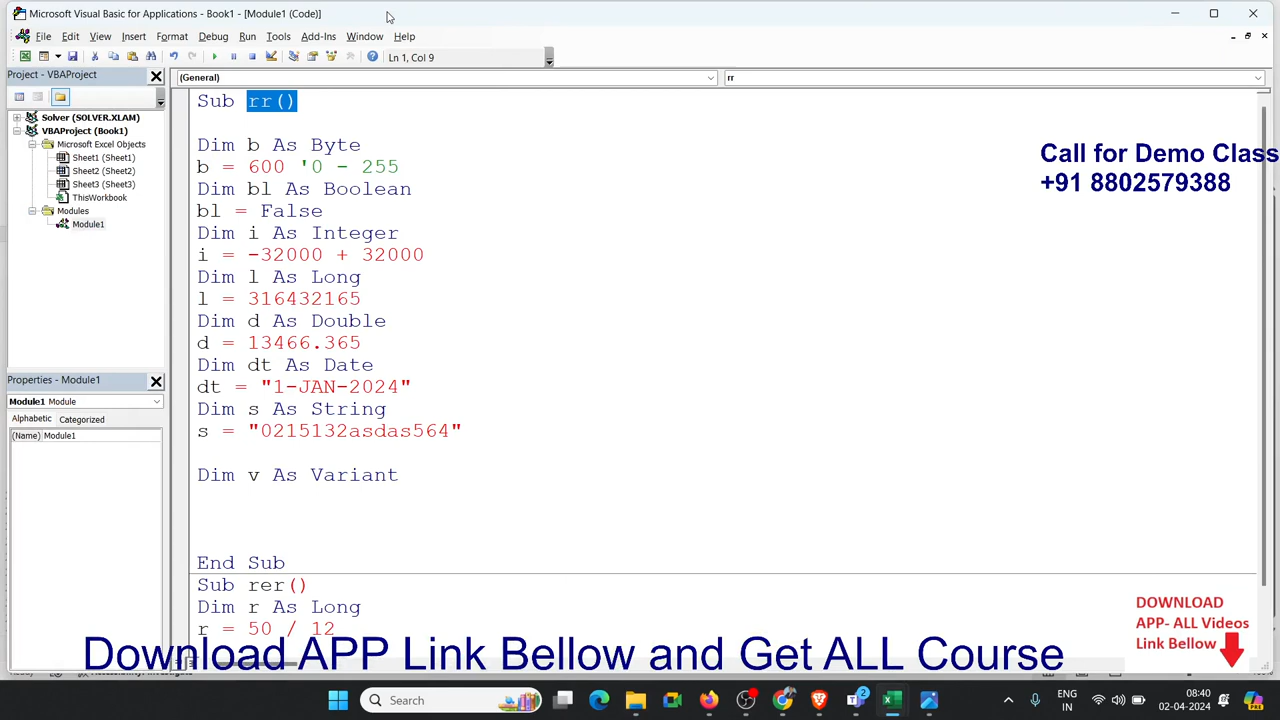 Microsoft Visual Basic for Applications - Book1 - [Module1 (Code)]
File Edit View Insert Format Debug Run Tools Add-Ins Window Help
Ln 1, Col 9
Project - VBAProject
(General)
rr
Solver (SOLVER.XLAM)
VBAProject (Book1)
Microsoft Excel Objects
Sheet1 (Sheet1)
Sheet2 (Sheet2)
Sheet3 (Sheet3)
ThisWorkbook
Modules
Module1
Properties - Module1
Module1 Module
Alphabetic Categorized
(Name) Module1
Sub rr()
Dim b As Byte
b = 600 '0 - 255
Dim bl As Boolean
bl = False
Dim i As Integer
i = -32000 + 32000
Dim l As Long
l = 316432165
Dim d As Double
d = 13466.365
Dim dt As Date
dt = "1-JAN-2024"
Dim s As String
s = "0215132asdas564"
Dim v As Variant
End Sub
Sub rer()
Dim r As Long
r = 50 / 12
Call for Demo Class
+91 8802579388
DOWNLOAD
APP- ALL Videos
Link Bellow
Download APP Link Bellow and Get ALL Course
Search
2
ENG
IN
08:40
02-04-2024